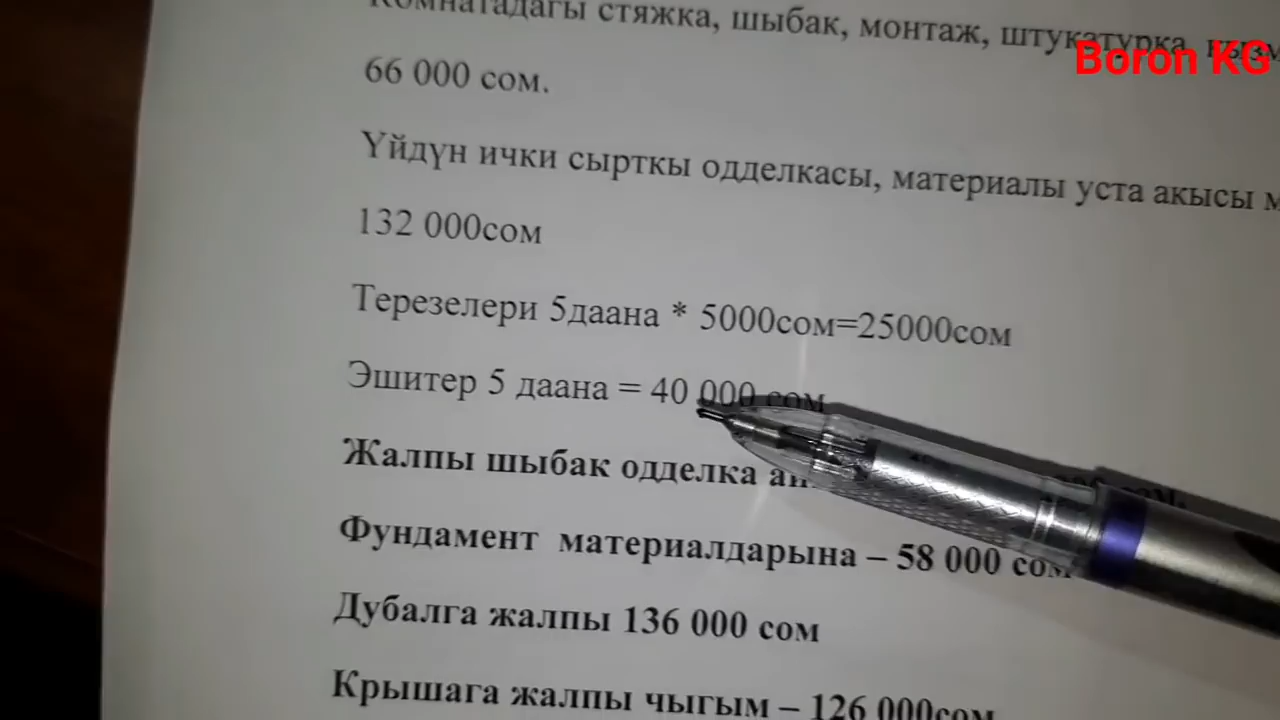 Комнатадагы стяжка, шыбак, монтаж, штукатурка,
Boron KG
66 000 сом.
Үйдүн ички сырткы одделкасы, материалы уста акысы
132 000сом
Терезелери 5даана * 5000сом=25000сом
Эшитер 5 даана = 40 000 сом
Жалпы шыбак одделка
Фундамент материалдарына – 58 000 сом
Дубалга жалпы 136 000 сом
Крышага жалпы чыгым – 126 000сом